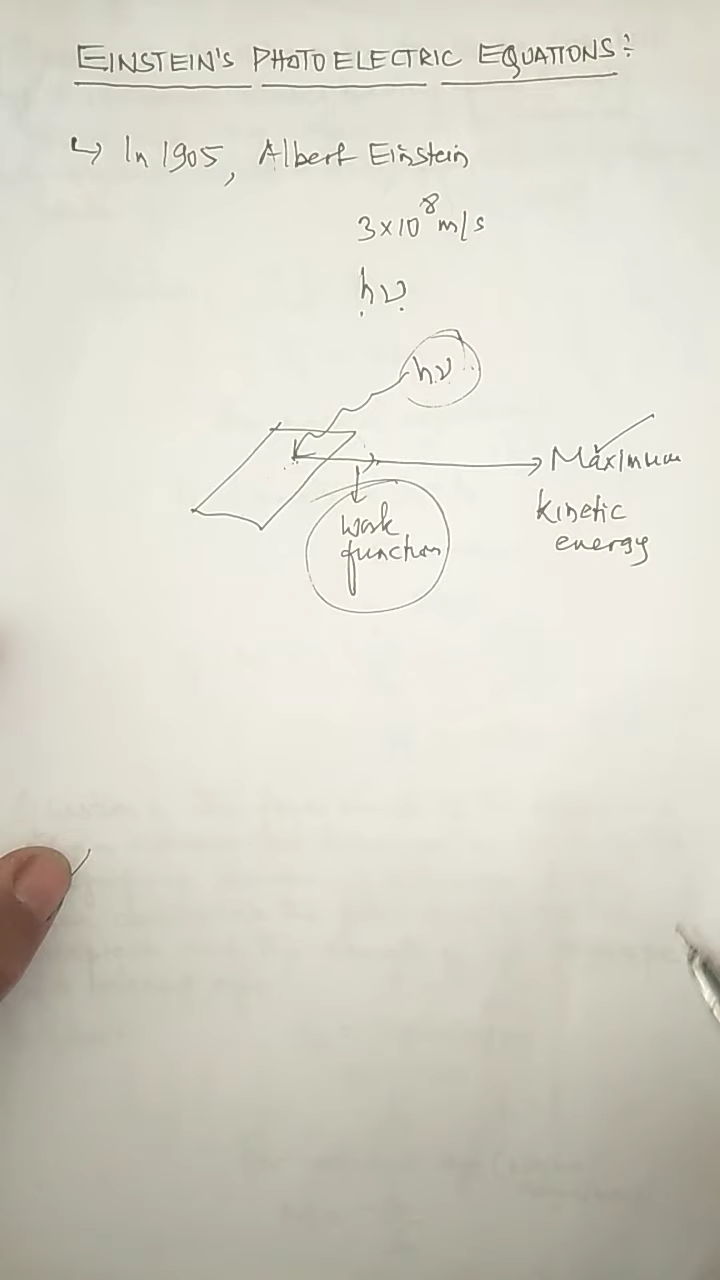 EINSTEIN'S PHOTOELECTRIC EQUATIONS:
↳ In 1905, Albert Einstein
3×10⁸ m/s
hν
hν
Maximum
kinetic
energy
Work
function